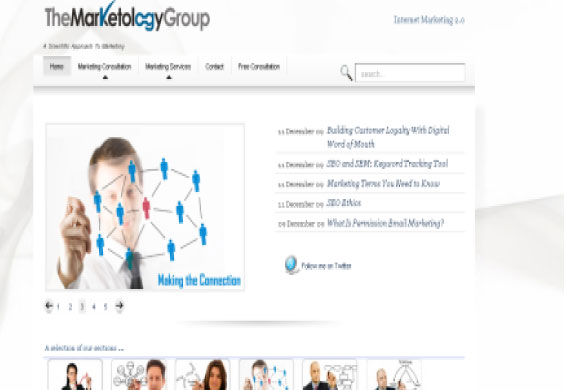 TheMarketologyGroup
Internet Marketing 2.0
A Scientific Approach To Marketing
Home Marketing Consultation Marketing Services Contact Free Consultation
search...
11 December 09 Building Customer Loyalty With Digital
Word of Mouth
11 December 09 SEO and SEM: Keyword Tracking Tool
11 December 09 Marketing Terms You Need to Know
11 December 09 SEO Ethics
09 December 09 What Is Permission Email Marketing?
Making the Connection
Follow me on Twitter
1 2 3 4 5
A selection of our sections ...